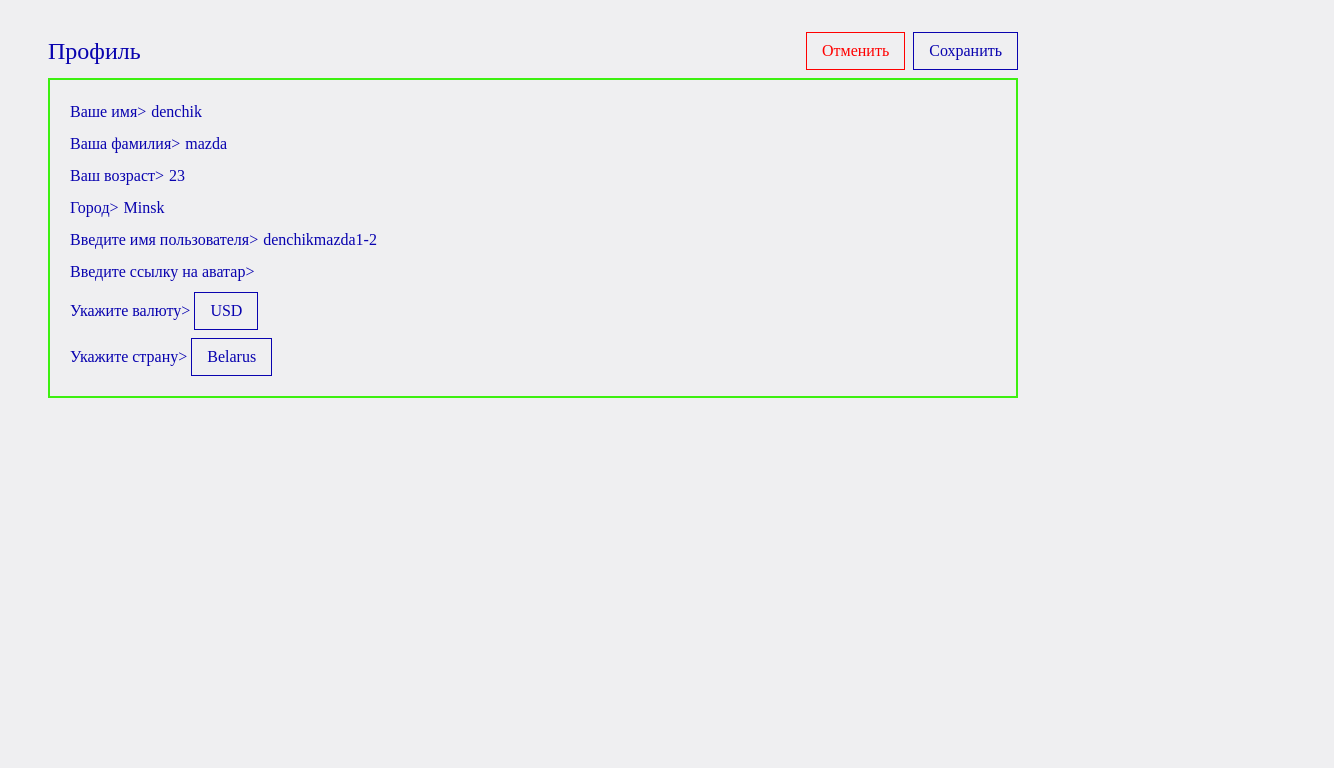 Профиль
Отменить
Сохранить
Ваше имя> denchik
Ваша фамилия> mazda
Ваш возраст> 23
Город> Minsk
Введите имя пользователя> denchikmazda1-2
Введите ссылку на аватар>
Укажите валюту> USD
Укажите страну> Belarus